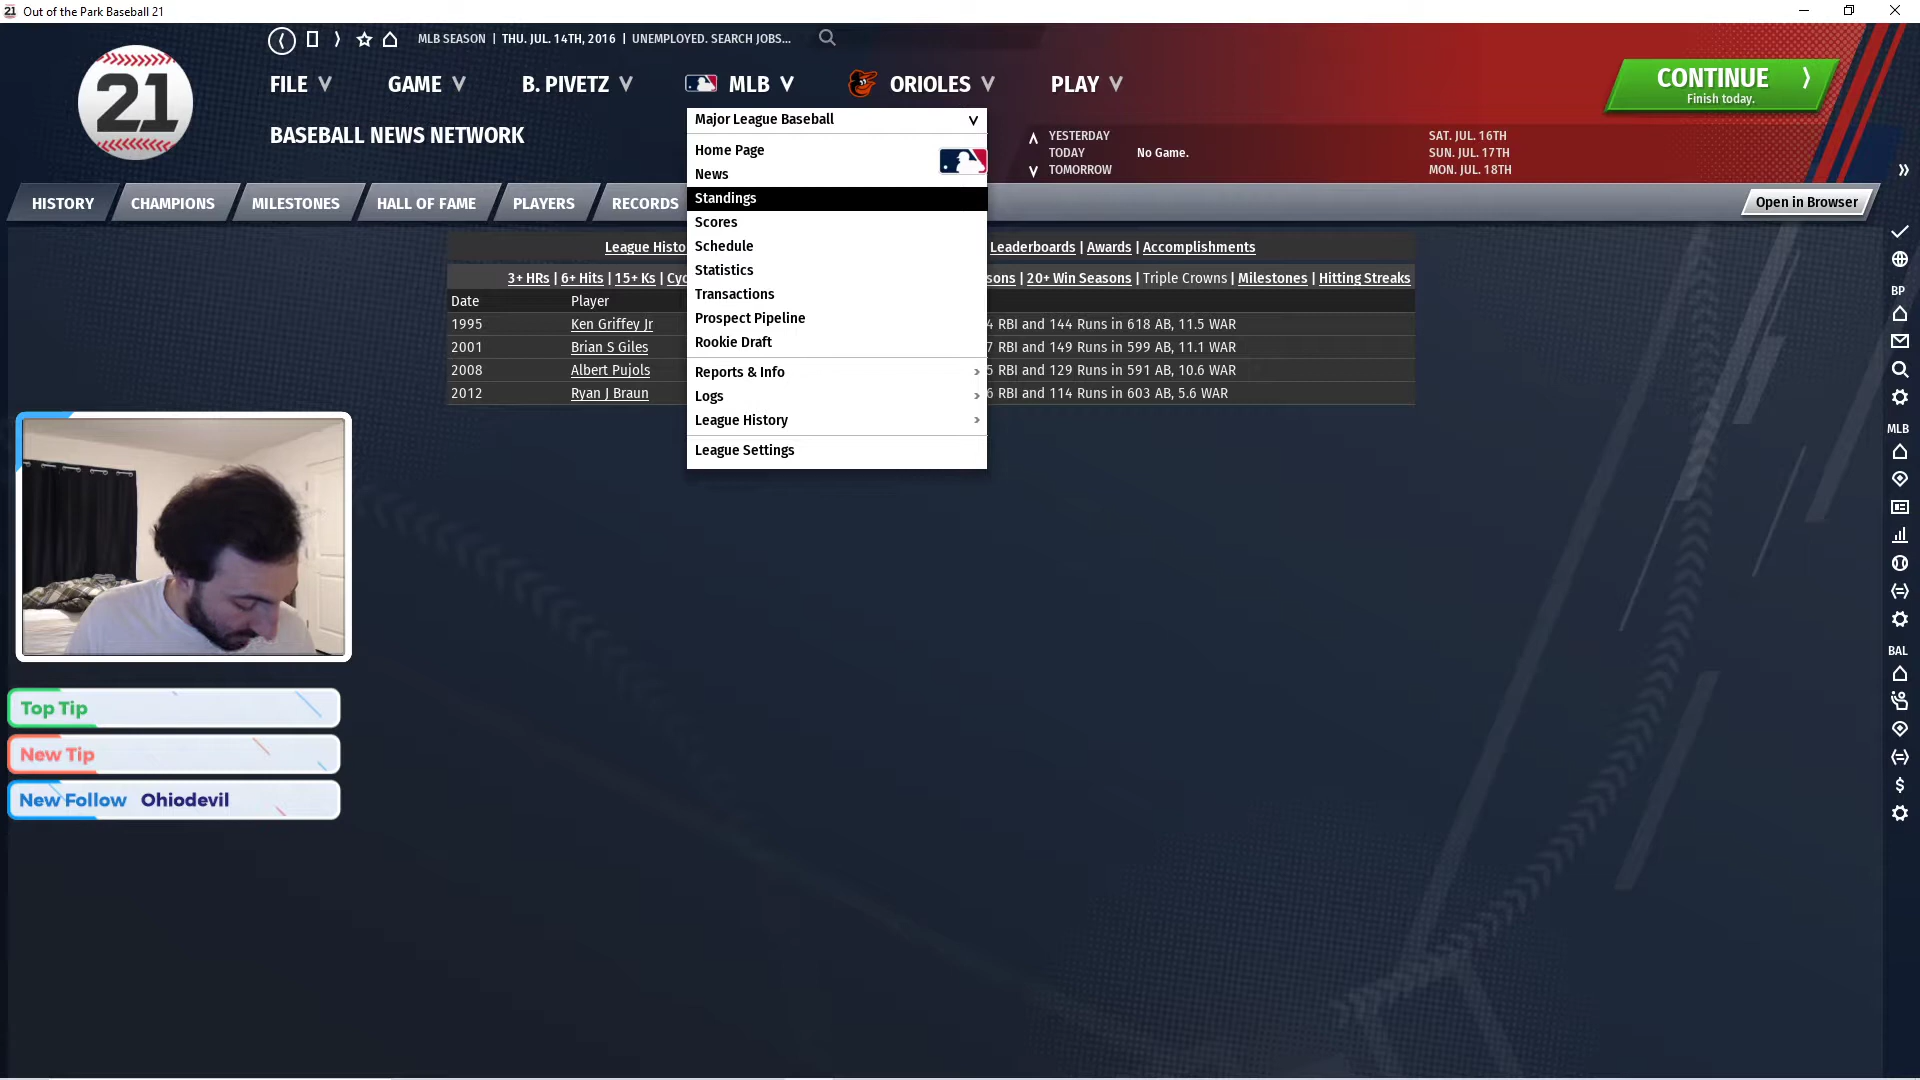 Out of the Park Baseball 21
MLB SEASON | THU. JUL. 14TH, 2016 | UNEMPLOYED. SEARCH JOBS...
21
FILE GAME B. PIVETZ MLB ORIOLES PLAY
CONTINUE
Finish today.
BASEBALL NEWS NETWORK
YESTERDAY
TODAY No Game.
TOMORROW
SAT. JUL. 16TH
SUN. JUL. 17TH
MON. JUL. 18TH
HISTORY CHAMPIONS MILESTONES HALL OF FAME PLAYERS RECORDS
Open in Browser
Major League Baseball
Home Page
News
Standings
Scores
Schedule
Statistics
Transactions
Prospect Pipeline
Rookie Draft
Reports & Info
Logs
League History
League Settings
League Histo Leaderboards | Awards | Accomplishments
3+ HRs | 6+ Hits | 15+ Ks | Cyc sons | 20+ Win Seasons | Triple Crowns | Milestones | Hitting Streaks
Date Player
1995 Ken Griffey Jr 4 RBI and 144 Runs in 618 AB, 11.5 WAR
2001 Brian S Giles 7 RBI and 149 Runs in 599 AB, 11.1 WAR
2008 Albert Pujols 5 RBI and 129 Runs in 591 AB, 10.6 WAR
2012 Ryan J Braun 6 RBI and 114 Runs in 603 AB, 5.6 WAR
Top Tip
New Tip
New Follow Ohiodevil
BP
MLB
BAL
$